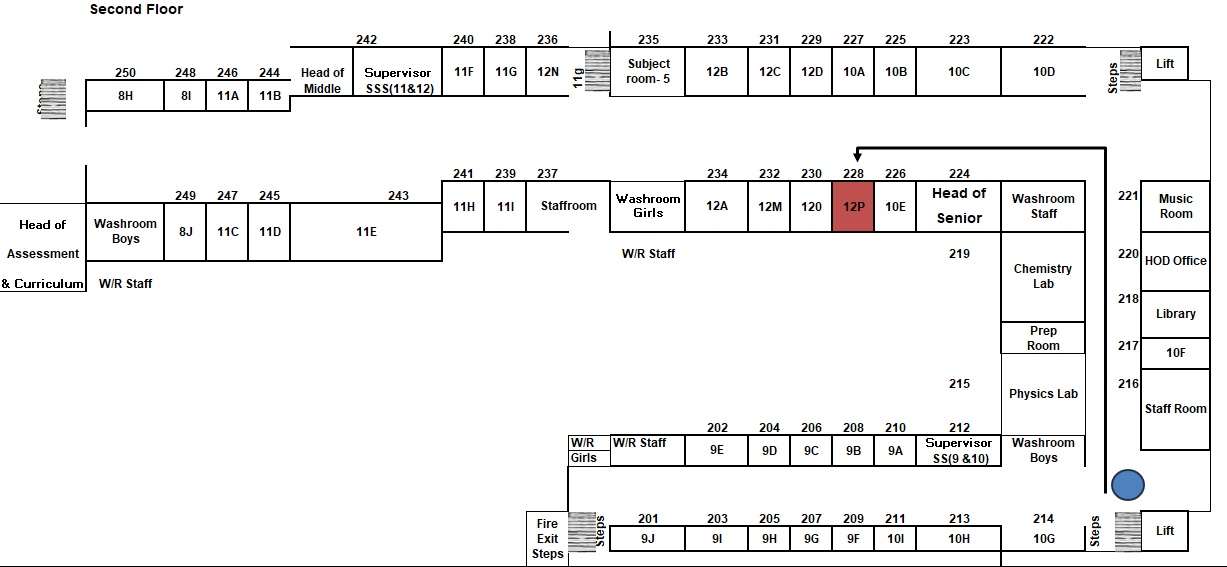 Second Floor
242 240 238 236 235 233 231 229 227 225 223 222
250 248 246 244
Head of
Middle
Supervisor
SSS(11&12)
11F 11G 12N
11g
Subject
room- 5
12B 12C 12D 10A 10B 10C 10D
Steps
Lift
8H 8I 11A 11B
241 239 237 234 232 230 228 226 224
249 247 245 243
221
Head of
Assessment
& Curriculum
Washroom
Boys
8J 11C 11D 11E
11H 11I Staffroom
Washroom
Girls
12A 12M 120 12P 10E
Head of
Senior
Washroom
Staff
Music
Room
W/R Staff
W/R Staff
219
220
HOD Office
Chemistry
Lab
218
Library
Prep
Room
217
10F
215
216
Physics Lab
Staff Room
202 204 206 208 210 212
W/R
Girls
W/R Staff
9E 9D 9C 9B 9A
Supervisor
SS(9 &10)
Washroom
Boys
201 203 205 207 209 211 213 214
Fire
Exit
Steps
Steps
9J 9I 9H 9G 9F 10I 10H 10G
Steps
Lift